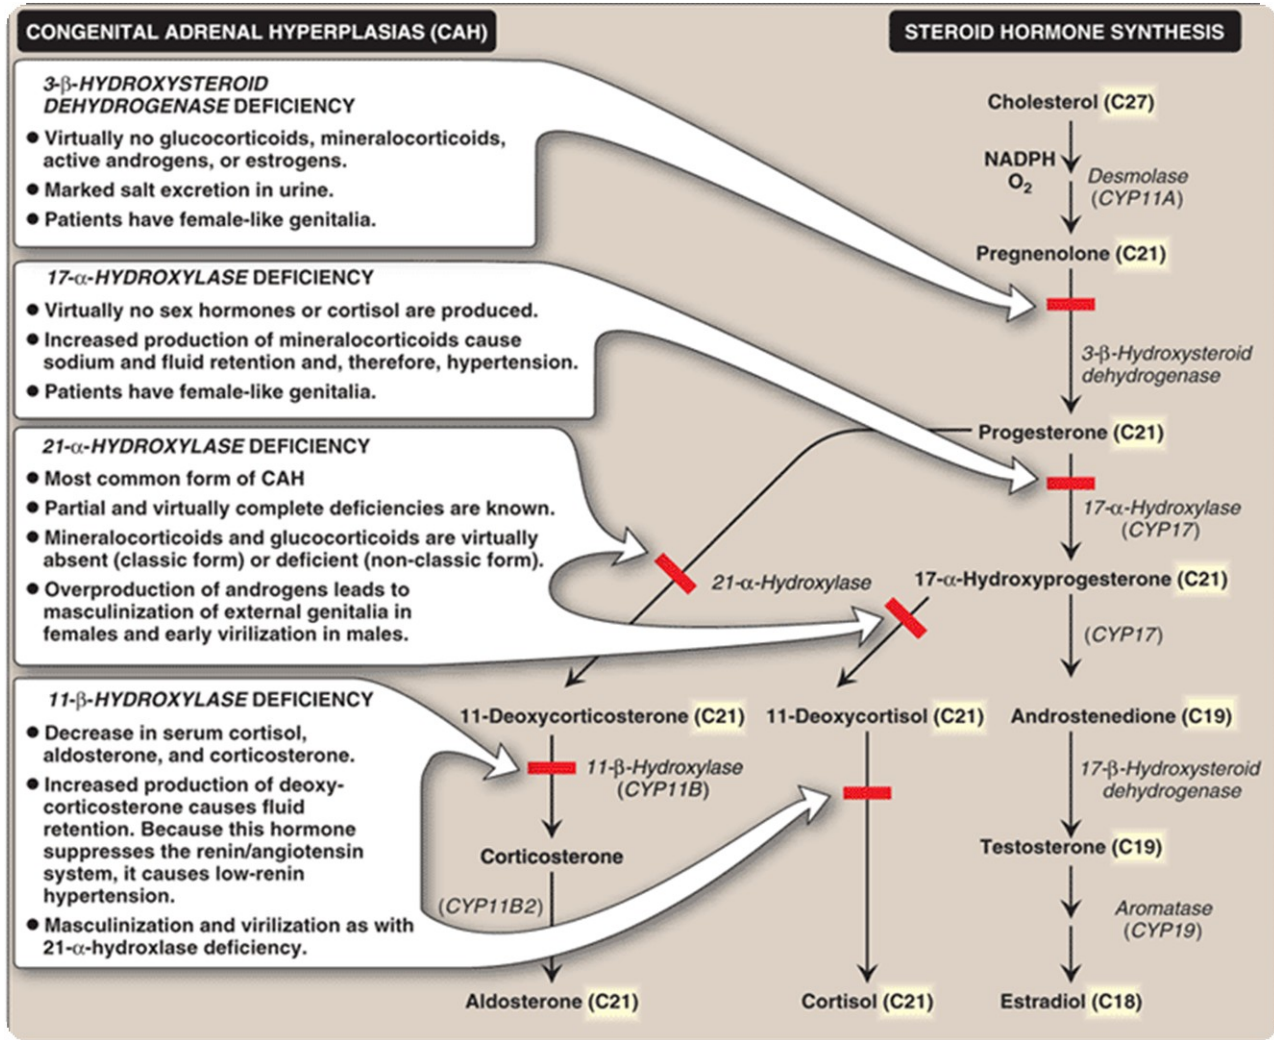 CONGENITAL ADRENAL HYPERPLASIAS (CAH)
3-β-HYDROXYSTEROID
DEHYDROGENASE DEFICIENCY
● Virtually no glucocorticoids, mineralocorticoids,
active androgens, or estrogens.
● Marked salt excretion in urine.
● Patients have female-like genitalia.
17-α-HYDROXYLASE DEFICIENCY
● Virtually no sex hormones or cortisol are produced.
● Increased production of mineralocorticoids cause
sodium and fluid retention and, therefore, hypertension.
● Patients have female-like genitalia.
21-α-HYDROXYLASE DEFICIENCY
● Most common form of CAH
● Partial and virtually complete deficiencies are known.
● Mineralocorticoids and glucocorticoids are virtually
absent (classic form) or deficient (non-classic form).
● Overproduction of androgens leads to
masculinization of external genitalia in
females and early virilization in males.
11-β-HYDROXYLASE DEFICIENCY
● Decrease in serum cortisol,
aldosterone, and corticosterone.
● Increased production of deoxy-
corticosterone causes fluid
retention. Because this hormone
suppresses the renin/angiotensin
system, it causes low-renin
hypertension.
● Masculinization and virilization as with
21-α-hydroxlase deficiency.
STEROID HORMONE SYNTHESIS
Cholesterol (C27)
NADPH
O2
Desmolase
(CYP11A)
Pregnenolone (C21)
3-β-Hydroxysteroid
dehydrogenase
Progesterone (C21)
17-α-Hydroxylase
(CYP17)
21-α-Hydroxylase
17-α-Hydroxyprogesterone (C21)
(CYP17)
11-Deoxycorticosterone (C21)
11-Deoxycortisol (C21)
Androstenedione (C19)
11-β-Hydroxylase
(CYP11B)
17-β-Hydroxysteroid
dehydrogenase
Corticosterone
Testosterone (C19)
(CYP11B2)
Aromatase
(CYP19)
Aldosterone (C21)
Cortisol (C21)
Estradiol (C18)